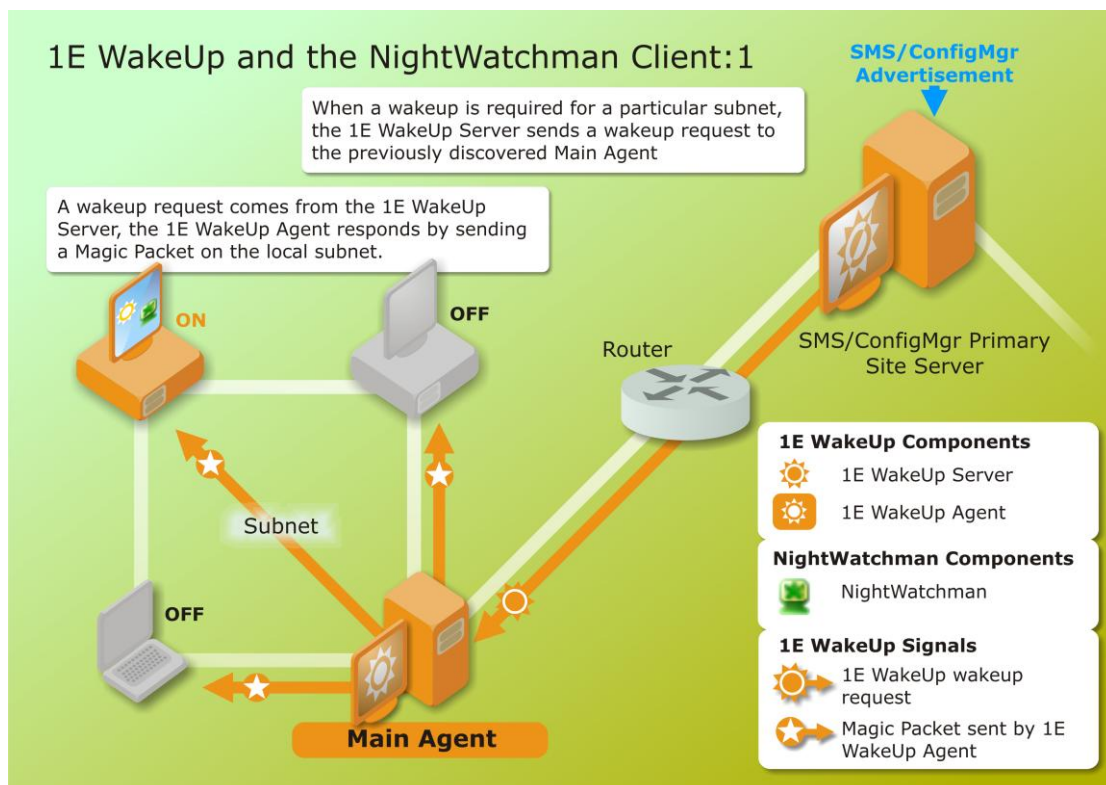 1E WakeUp and the NightWatchman Client:1
SMS/ConfigMgr
Advertisement
When a wakeup is required for a particular subnet,
the 1E WakeUp Server sends a wakeup request to
the previously discovered Main Agent
A wakeup request comes from the 1E WakeUp
Server, the 1E WakeUp Agent responds by sending
a Magic Packet on the local subnet.
ON
OFF
Router
SMS/ConfigMgr Primary
Site Server
Subnet
OFF
Main Agent
1E WakeUp Components
1E WakeUp Server
1E WakeUp Agent
NightWatchman Components
NightWatchman
1E WakeUp Signals
1E WakeUp wakeup
request
Magic Packet sent by 1E
WakeUp Agent